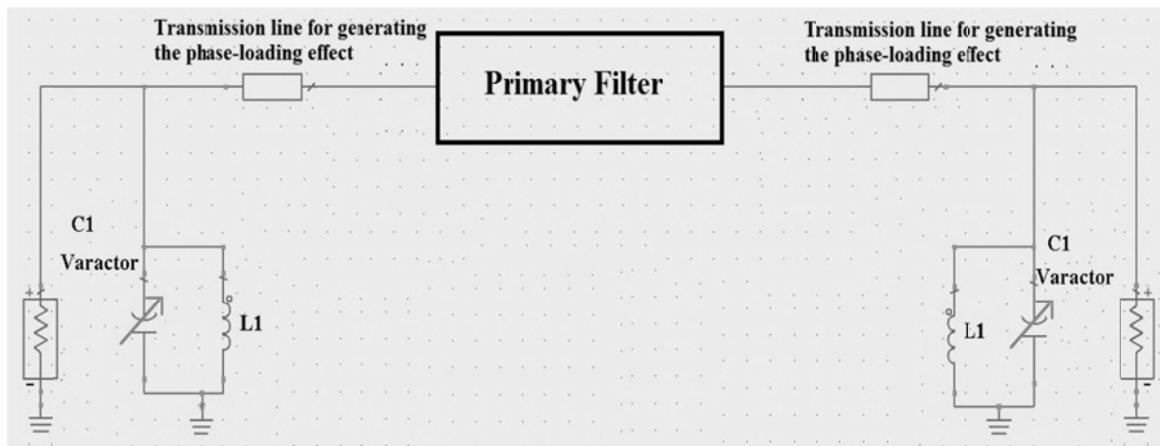 Transmission line for generating
the phase-loading effect
Primary Filter
Transmission line for generating
the phase-loading effect
C1
Varactor
L1
C1
Varactor
L1
+
-
+
-